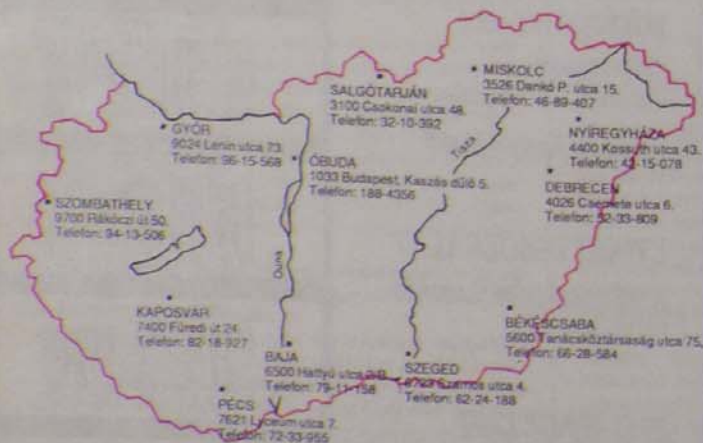 MISKOLC
3526 Dankó P. utca 15.
Telefon: 46-89-407
SALGÓTARJÁN
3100 Csokonai utca 48.
Telefon: 32-10-392
GYŐR
9024 Lenin utca 73.
Telefon: 96-15-568
NYÍREGYHÁZA
4400 Kossuth utca 43.
Telefon: 42-15-078
ÓBUDA
1033 Budapest, Kaszás dűlő 5.
Telefon: 188-4356
Tisza
DEBRECEN
4026 Csemete utca 6.
Telefon: 52-33-809
SZOMBATHELY
9700 Rákóczi út 50.
Telefon: 94-13-506
Duna
KAPOSVÁR
7400 Füredi út 24.
Telefon: 82-18-927
BÉKÉSCSABA
5600 Tanácsköztársaság utca 75.
Telefon: 66-28-584
BAJA
6500 Hattyú utca
Telefon: 79-11-158
SZEGED
Szamos utca 4.
Telefon: 62-24-188
PÉCS
7621 Lyceum utca 7.
Telefon: 72-33-955